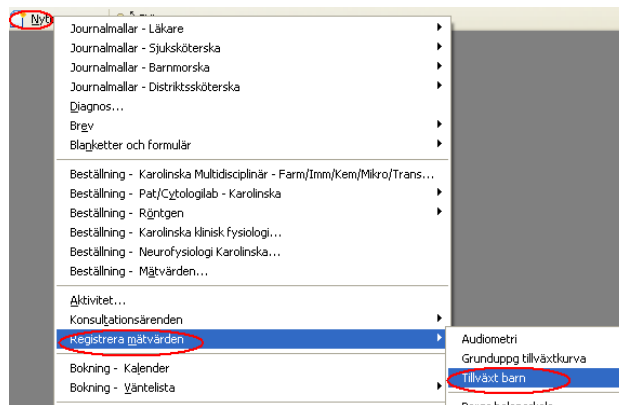 Nytt
Journalmallar - Läkare
Journalmallar - Sjuksköterska
Journalmallar - Barnmorska
Journalmallar - Distriktssköterska
Diagnos...
Brev
Blanketter och formulär
Beställning - Karolinska Multidisciplinär - Farm/Imm/Kem/Mikro/Trans...
Beställning - Pat/Cytologilab - Karolinska
Beställning - Röntgen
Beställning - Karolinska klinisk fysiologi...
Beställning - Neurofysiologi Karolinska...
Beställning - Mätvärden...
Aktivitet...
Konsultationsärenden
Registrera mätvärden
Audiometri
Grunduppg tillväxtkurva
Tillväxt barn
Bokning - Kalender
Bokning - Väntelista